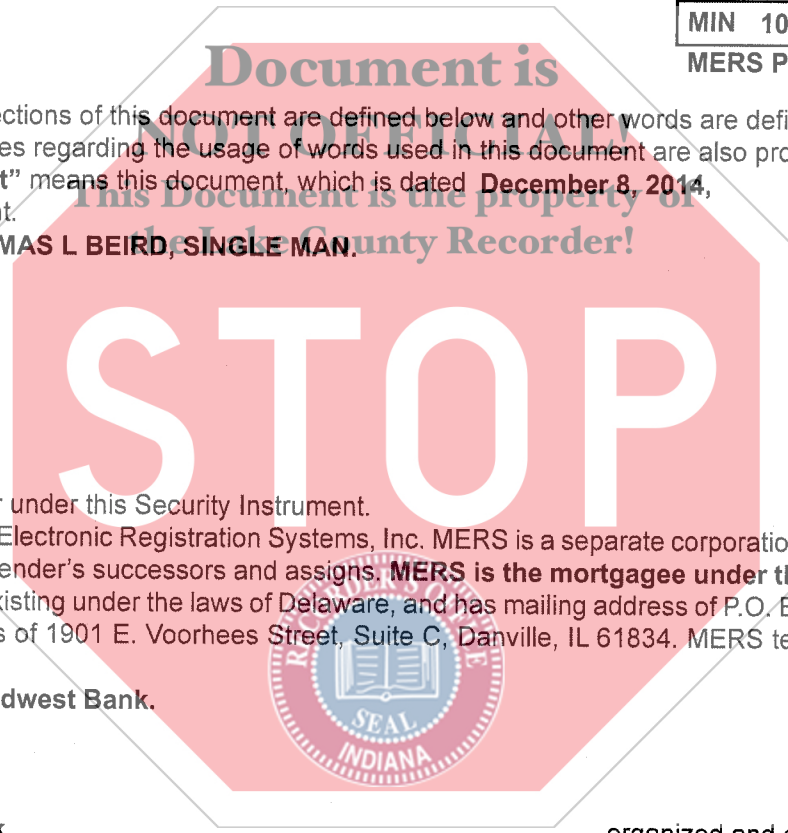 MIN 10
Document is
MERS P
ctions of this document are defined below and other words are defi
NOT OFFICIAL!
es regarding the usage of words used in this document are also pro
t” means this document, which is dated December 8, 2014,
This Document is the property of
t.
MAS L BEIRD, SINGLE MAN.
the Lake County Recorder!
STOP
r under this Security Instrument.
Electronic Registration Systems, Inc. MERS is a separate corporatio
ender’s successors and assigns. MERS is the mortgagee under th
xisting under the laws of Delaware, and has mailing address of P.O. B
s of 1901 E. Voorhees Street, Suite C, Danville, IL 61834. MERS te
RECORDER'S OFFICE
dwest Bank.
SEAL
INDIANA
organized and e